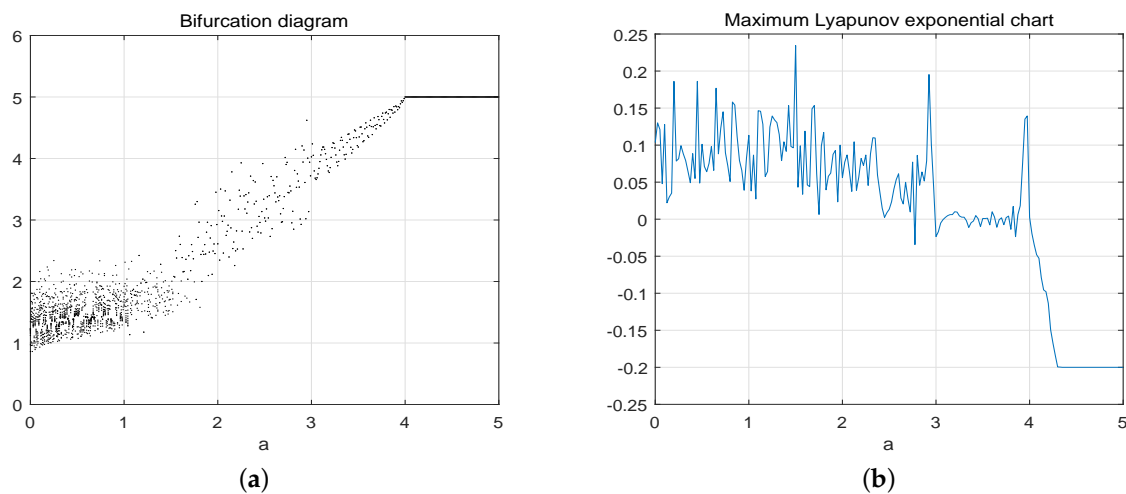 Bifurcation diagram
6
5
4
3
2
1
0
0 1 2 3 4 5
a
(a)
Maximum Lyapunov exponential chart
0.25
0.2
0.15
0.1
0.05
0
-0.05
-0.1
-0.15
-0.2
-0.25
0 1 2 3 4 5
a
(b)